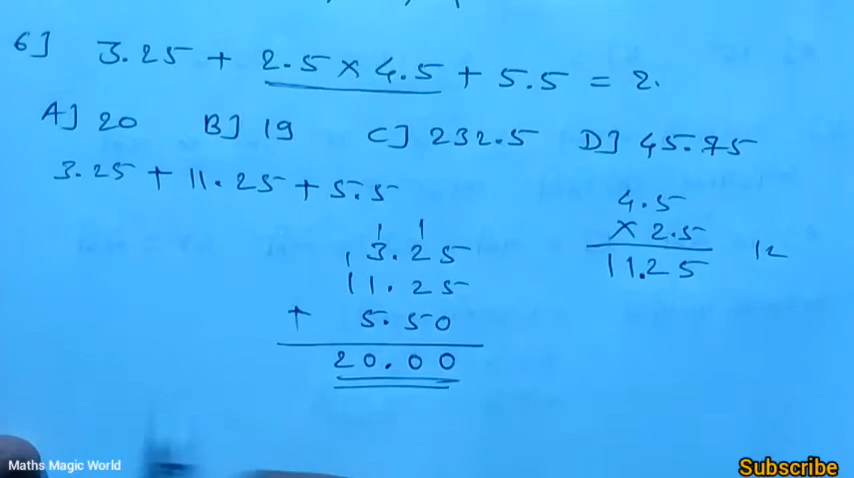 6] 3.25 + 2.5 × 4.5 + 5.5 = 2.
A] 20 B] 19 C] 232.5 D] 45.75
3.25 + 11.25 + 5.5
4.5
× 2.5
11.25 12
1 1
1 3.25
11.25
+ 5.50
20.00
Maths Magic World
Subscribe